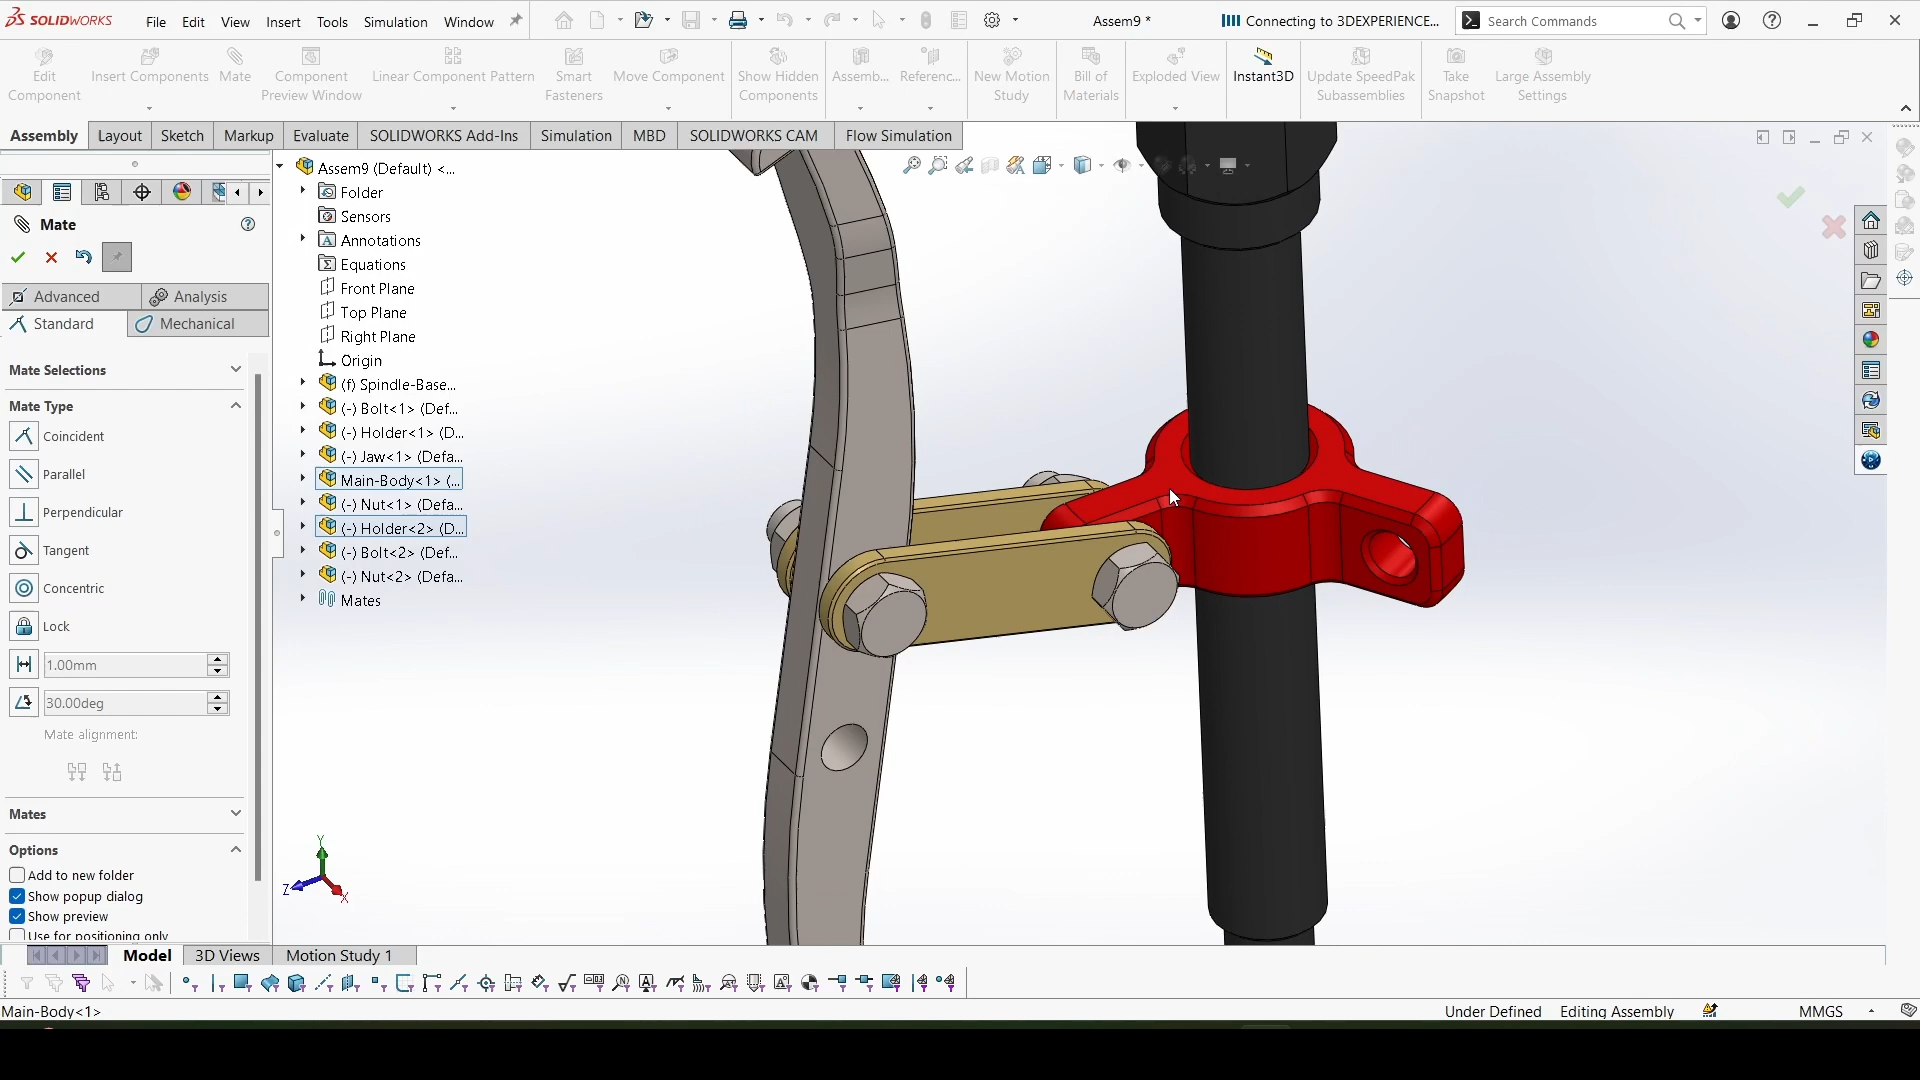 SOLIDWORKS File Edit View Insert Tools Simulation Window Assem9 * Connecting to 3DEXPERIENCE... Search Commands
Edit Component
Insert Components
Mate
Component Preview Window
Linear Component Pattern
Smart Fasteners
Move Component
Show Hidden Components
Assemb...
Referenc...
New Motion Study
Bill of Materials
Exploded View
Instant3D
Update SpeedPak Subassemblies
Take Snapshot
Large Assembly Settings
Assembly Layout Sketch Markup Evaluate SOLIDWORKS Add-Ins Simulation MBD SOLIDWORKS CAM Flow Simulation
Mate
Advanced Analysis
Standard Mechanical
Mate Selections
Mate Type
Coincident
Parallel
Perpendicular
Tangent
Concentric
Lock
1.00mm
30.00deg
Mate alignment:
Mates
Options
Add to new folder
Show popup dialog
Show preview
Use for positioning only
Assem9 (Default) <...
Folder
Sensors
Annotations
Equations
Front Plane
Top Plane
Right Plane
Origin
(f) Spindle-Base...
(-) Bolt<1> (Def...
(-) Holder<1> (D...
(-) Jaw<1> (Defa...
Main-Body<1> (...
(-) Nut<1> (Defa...
(-) Holder<2> (D...
(-) Bolt<2> (Def...
(-) Nut<2> (Defa...
Mates
Y
Z
X
Model 3D Views Motion Study 1
Main-Body<1> Under Defined Editing Assembly MMGS